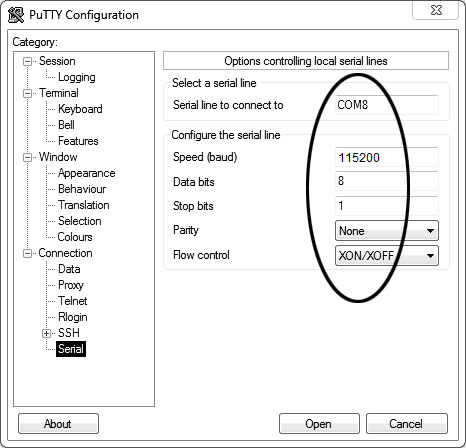 PuTTY Configuration
Category:
Session
Logging
Terminal
Keyboard
Bell
Features
Window
Appearance
Behaviour
Translation
Selection
Colours
Connection
Data
Proxy
Telnet
Rlogin
SSH
Serial
Options controlling local serial lines
Select a serial line
Serial line to connect to COM8
Configure the serial line
Speed (baud) 115200
Data bits 8
Stop bits 1
Parity None
Flow control XON/XOFF
About Open Cancel